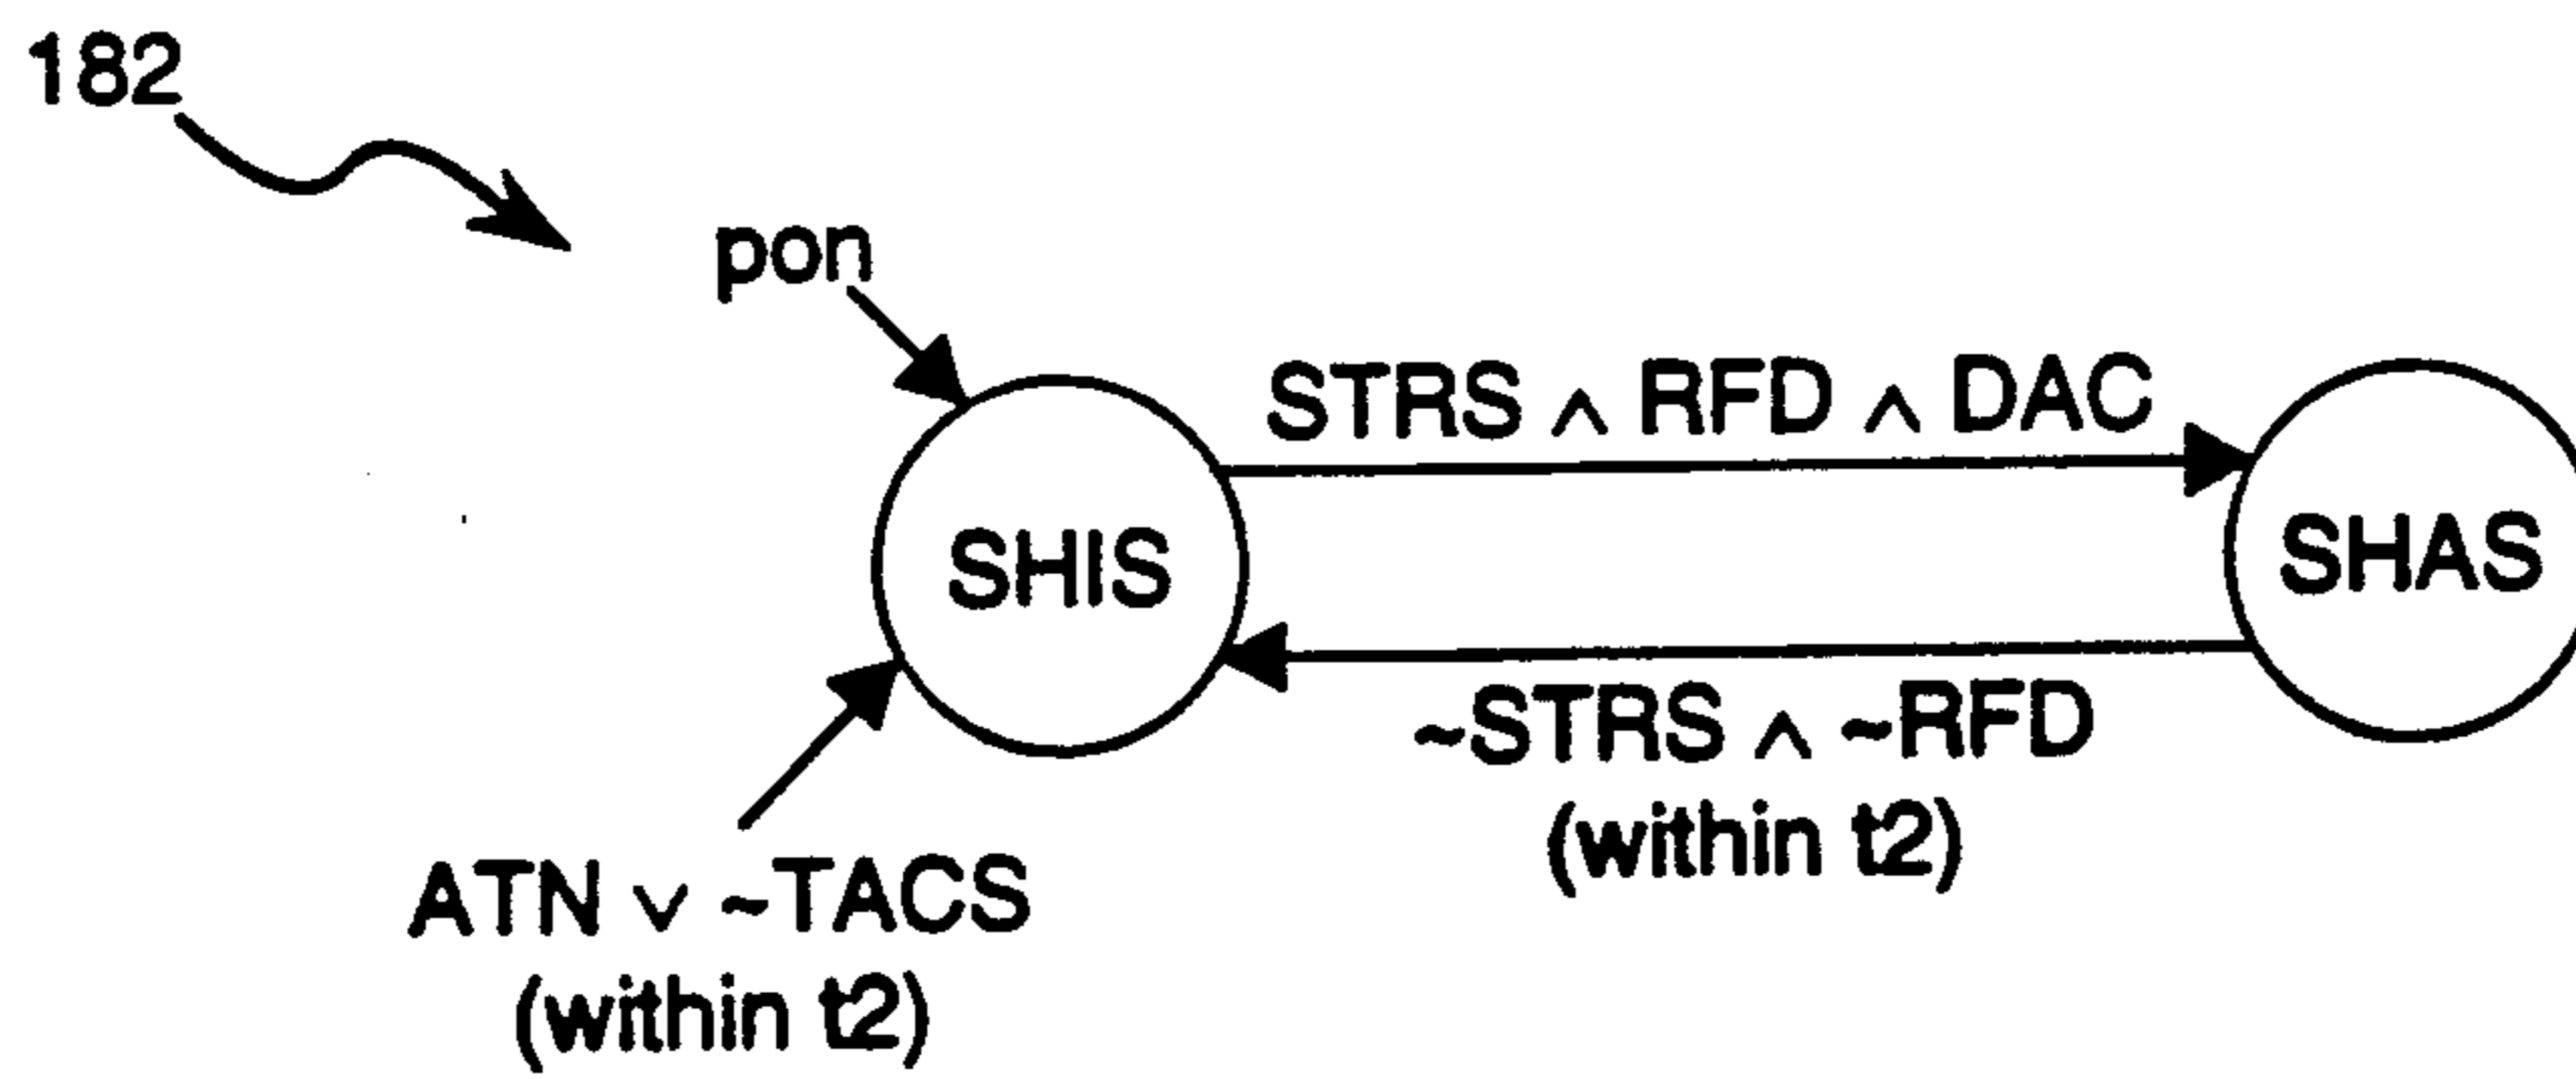 182
pon
STRS ∧ RFD ∧ DAC
SHIS
SHAS
~STRS ∧ ~RFD
(within t2)
ATN ∨ ~TACS
(within t2)